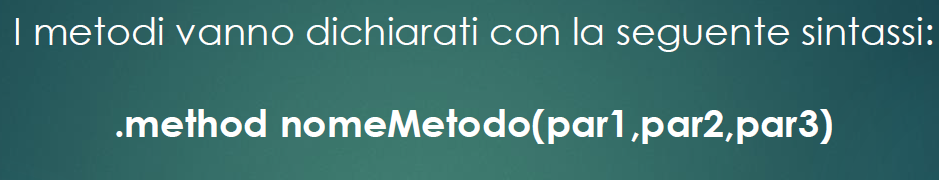 I metodi vanno dichiarati con la seguente sintassi:
.method nomeMetodo(par1,par2,par3)